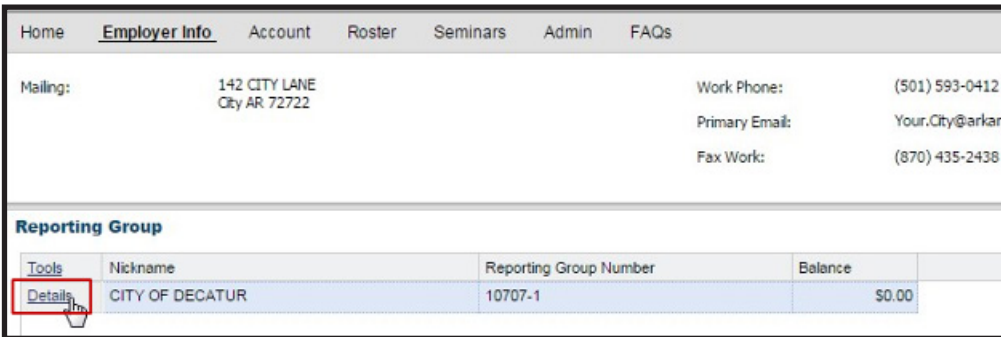 Home Employer Info Account Roster Seminars Admin FAQs
Mailing: 142 CITY LANE Work Phone: (501) 593-0412
City AR 72722
Primary Email: Your.City@arkan
Fax Work: (870) 435-2438
Reporting Group
Tools Nickname Reporting Group Number Balance
Details CITY OF DECATUR 10707-1 $0.00